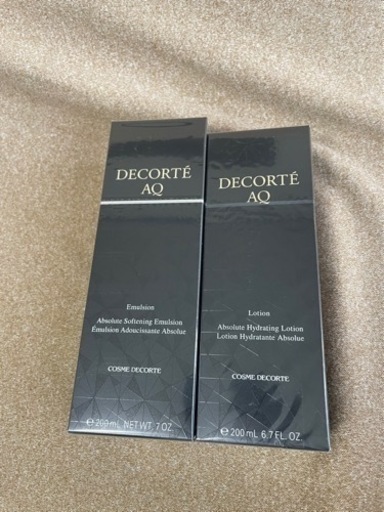 DECORTÉ
AQ
Emulsion
Absolute Softening Emulsion
Émulsion Adoucissante Absolue
COSME DECORTE
℮ 200 mL NET WT. 7 OZ.
DECORTÉ
AQ
Lotion
Absolute Hydrating Lotion
Lotion Hydratante Absolue
COSME DECORTE
℮ 200 mL 6.7 FL. OZ.